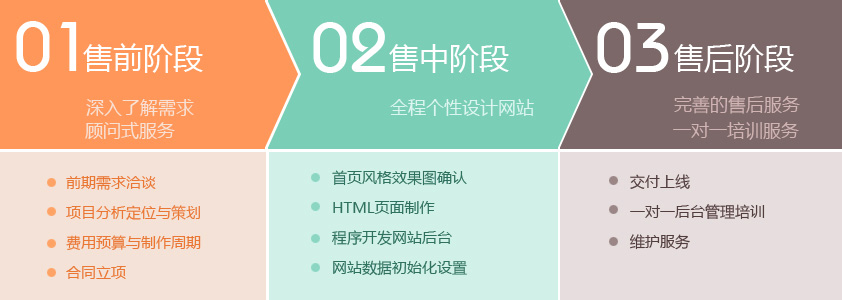 01售前阶段
深入了解需求
顾问式服务
前期需求洽谈
项目分析定位与策划
费用预算与制作周期
合同立项
02售中阶段
全程个性设计网站
首页风格效果图确认
HTML页面制作
程序开发网站后台
网站数据初始化设置
03售后阶段
完善的售后服务
一对一培训服务
交付上线
一对一后台管理培训
维护服务